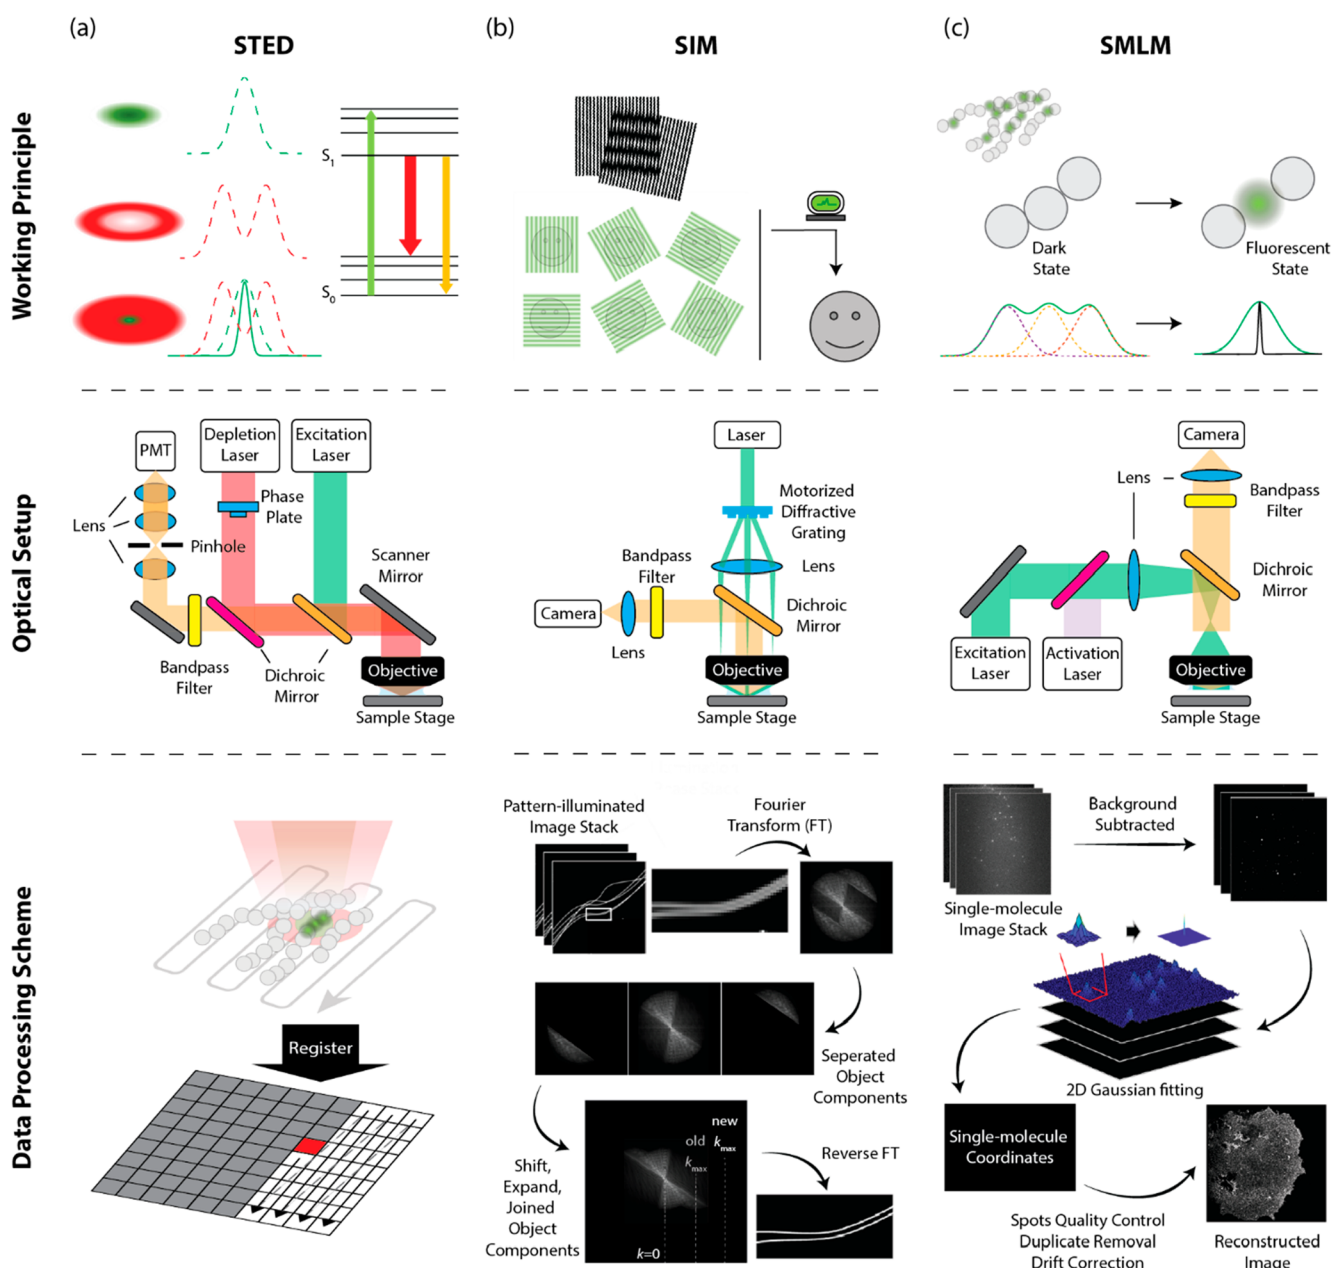 (a)
STED
(b)
SIM
(c)
SMLM
Working Principle
S1
S0
Dark
State
Fluorescent
State
Optical Setup
PMT
Depletion
Laser
Excitation
Laser
Lens
Phase
Plate
Pinhole
Scanner
Mirror
Bandpass
Filter
Dichroic
Mirror
Objective
Sample Stage
Laser
Motorized
Diffractive
Grating
Bandpass
Filter
Lens
Camera
Lens
Dichroic
Mirror
Objective
Sample Stage
Camera
Lens
Bandpass
Filter
Dichroic
Mirror
Excitation
Laser
Activation
Laser
Objective
Sample Stage
Data Processing Scheme
Register
Pattern-illuminated
Image Stack
Fourier
Transform (FT)
Seperated
Object
Components
Shift,
Expand,
Joined
Object
Components
new
kmax
old
kmax
k=0
Reverse FT
Background
Subtracted
Single-molecule
Image Stack
2D Gaussian fitting
Single-molecule
Coordinates
Spots Quality Control
Duplicate Removal
Drift Correction
Reconstructed
Image